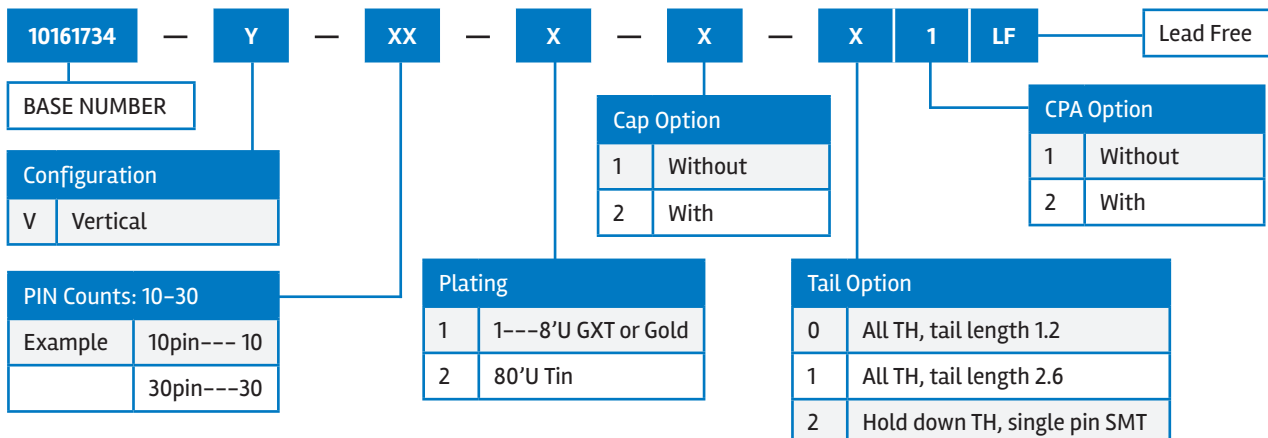 10161734 — Y — XX — X — X — X 1 LF Lead Free
BASE NUMBER
Configuration
V Vertical
PIN Counts: 10–30
Example 10pin––– 10
30pin–––30
Plating
1 1–––8’U GXT or Gold
2 80’U Tin
Cap Option
1 Without
2 With
Tail Option
0 All TH, tail length 1.2
1 All TH, tail length 2.6
2 Hold down TH, single pin SMT
CPA Option
1 Without
2 With